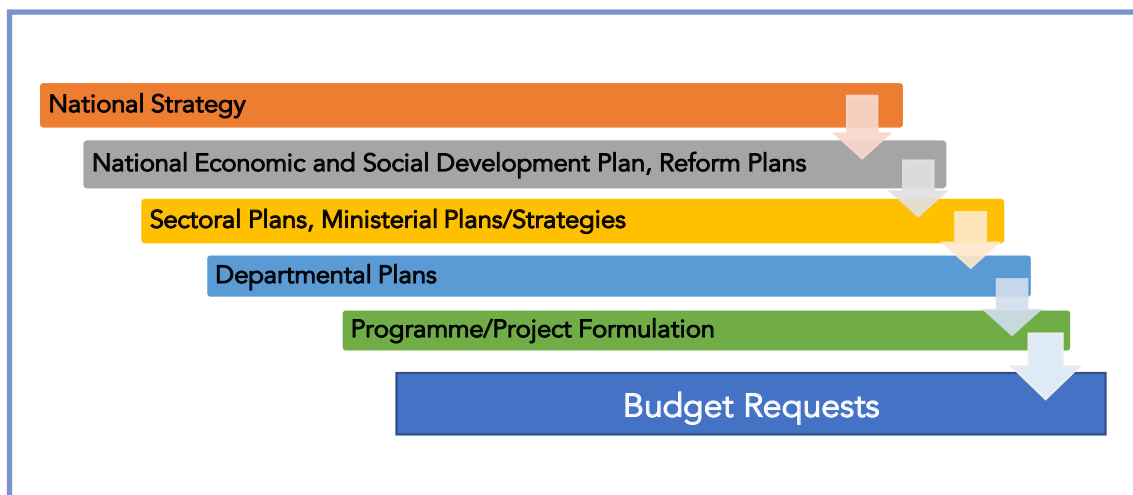 National Strategy
National Economic and Social Development Plan, Reform Plans
Sectoral Plans, Ministerial Plans/Strategies
Departmental Plans
Programme/Project Formulation
Budget Requests